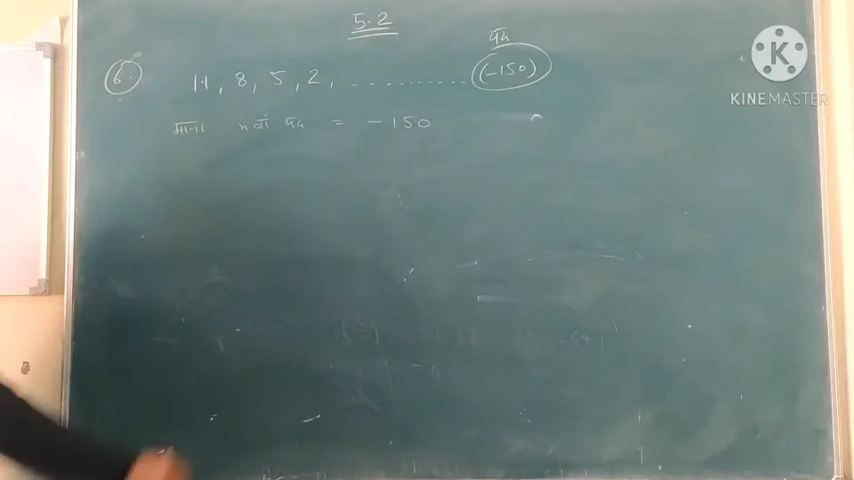 5.2
पद
6. 11, 8, 5, 2, .............. (-150)
माना nवाँ पद = -150
K
KINEMASTER